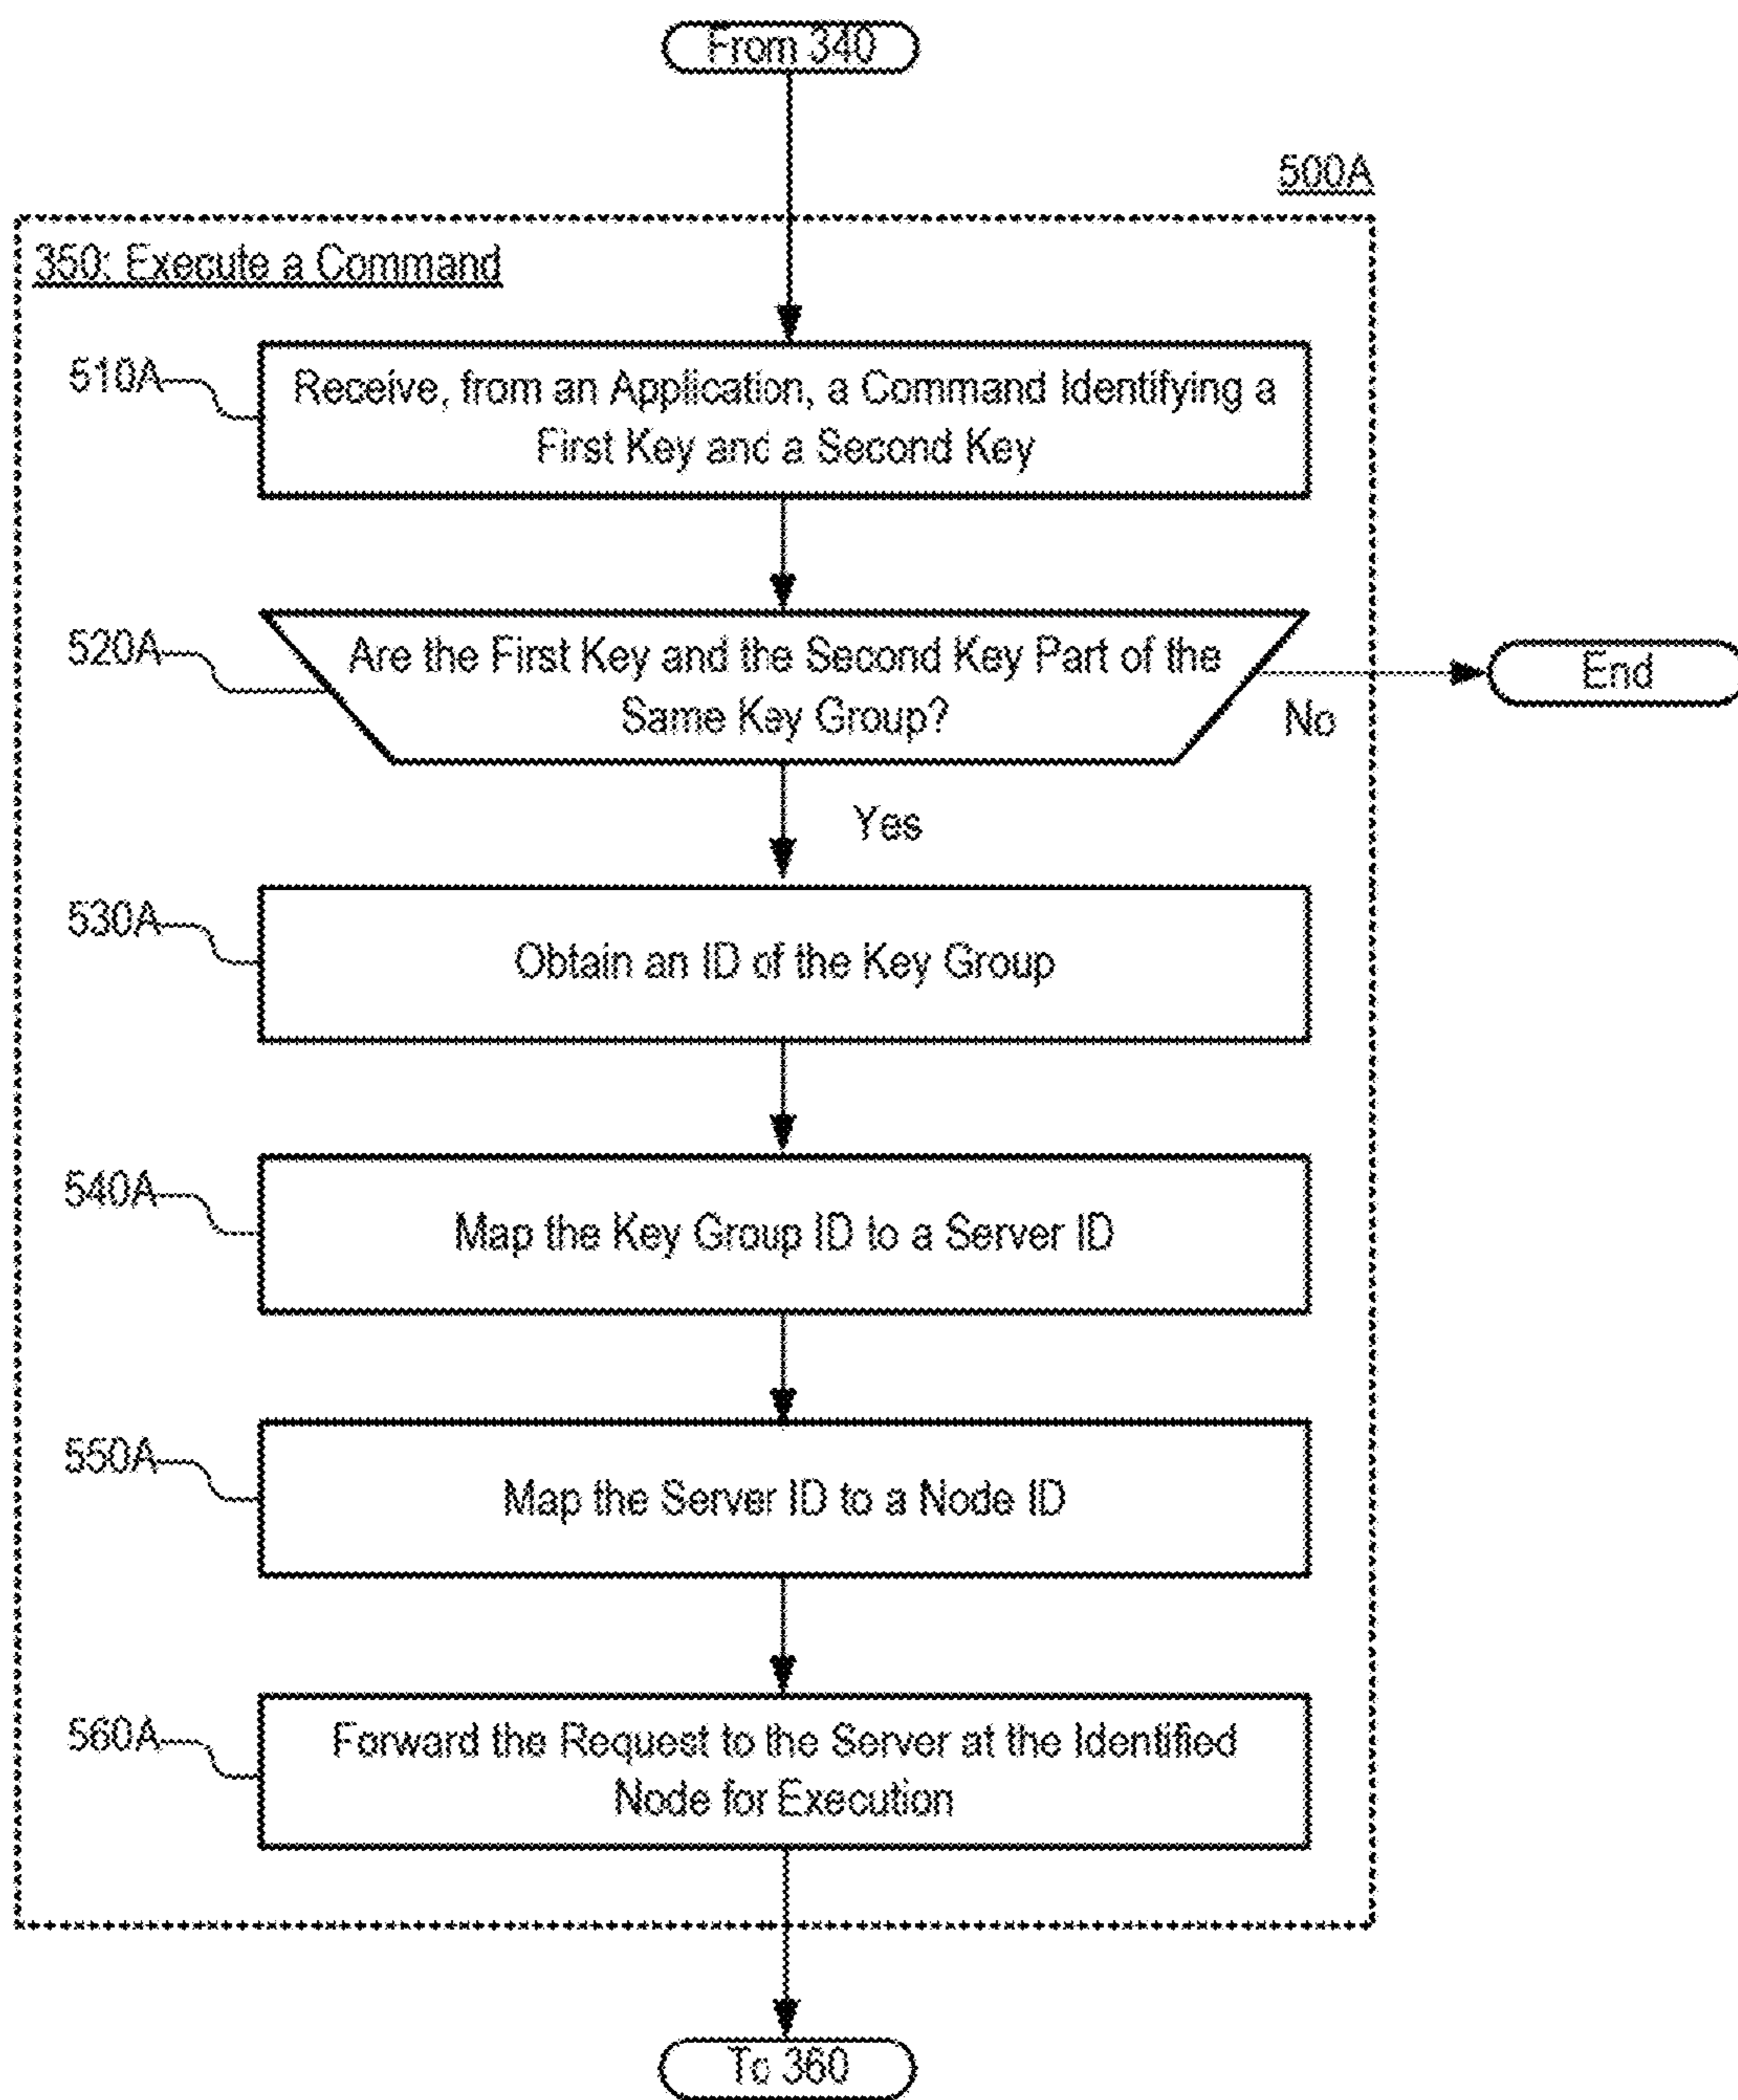 From 340
500A
350: Execute a Command
510A
Receive, from an Application, a Command Identifying a
First Key and a Second Key
520A
Are the First Key and the Second Key Part of the
Same Key Group?
No
End
Yes
530A
Obtain an ID of the Key Group
540A
Map the Key Group ID to a Server ID
550A
Map the Server ID to a Node ID
560A
Forward the Request to the Server at the Identified
Node for Execution
To 360